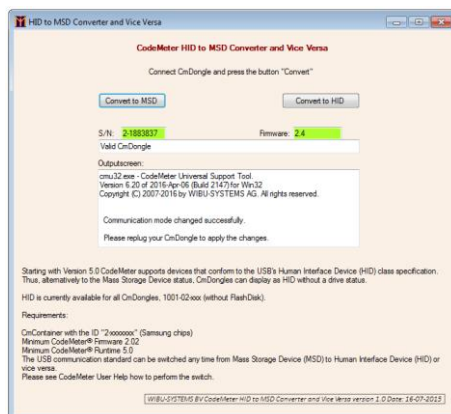 HID to MSD Converter and Vice Versa
CodeMeter HID to MSD Converter and Vice Versa
Connect CmDongle and press the button "Convert"
Convert to MSD
Convert to HID
S/N: 2-1883837 Firmware: 2.4
Valid CmDongle
Outputscreen:
cmu32.exe - CodeMeter Universal Support Tool.
Version 6.20 of 2016-Apr-06 (Build 2147) for Win32
Copyright (C) 2007-2016 by WIBU-SYSTEMS AG. All rights reserved.
Communication mode changed successfully.
Please replug your CmDongle to apply the changes.
Starting with Version 5.0 CodeMeter supports devices that conform to the USB's Human Interface Device (HID) class specification.
Thus, alternatively to the Mass Storage Device status, CmDongles can display as HID without a drive status.
HID is currently available for all CmDongles, 1001-02-xxx (without FlashDisk).
Requirements:
CmContainer with the ID "2-xxxxxxx" (Samsung chips)
Minimum CodeMeter® Firmware 2.02
Minimum CodeMeter® Runtime 5.0
The USB communication standard can be switched any time from Mass Storage Device (MSD) to Human Interface Device (HID) or
vice versa.
Please see CodeMeter User Help how to perform the switch.
WIBU-SYSTEMS BV CodeMeter HID to MSD Converter and Vice Versa version 1.0 Date: 16-07-2015